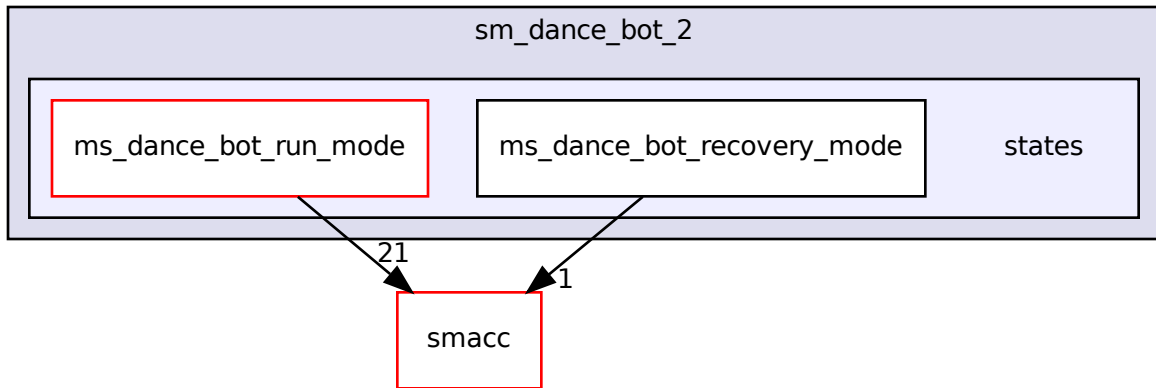 sm_dance_bot_2
ms_dance_bot_run_mode
ms_dance_bot_recovery_mode
states
21
1
smacc